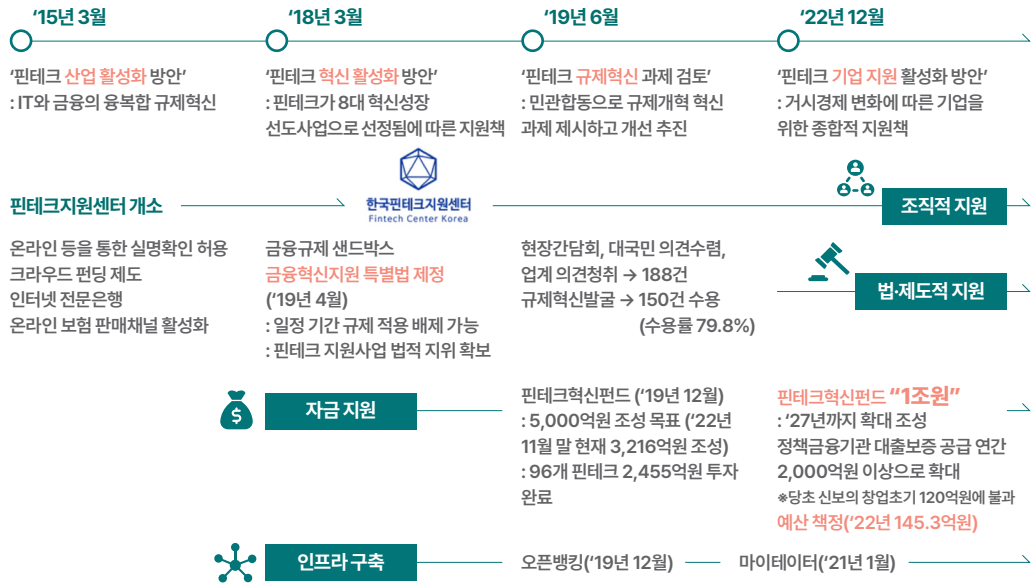 ‘15년 3월
‘18년 3월
‘19년 6월
‘22년 12월
‘핀테크 산업 활성화 방안’
: IT와 금융의 융복합 규제혁신
‘핀테크 혁신 활성화 방안’
: 핀테크가 8대 혁신성장
선도사업으로 선정됨에 따른 지원책
‘핀테크 규제혁신 과제 검토’
: 민관합동으로 규제개혁 혁신
과제 제시하고 개선 추진
‘핀테크 기업 지원 활성화 방안’
: 거시경제 변화에 따른 기업을
위한 종합적 지원책
핀테크지원센터 개소
한국핀테크지원센터
Fintech Center Korea
조직적 지원
온라인 등을 통한 실명확인 허용
크라우드 펀딩 제도
인터넷 전문은행
온라인 보험 판매채널 활성화
금융규제 샌드박스
금융혁신지원 특별법 제정
(‘19년 4월)
: 일정 기간 규제 적용 배제 가능
: 핀테크 지원사업 법적 지위 확보
현장간담회, 대국민 의견수렴,
업계 의견청취 → 188건
규제혁신발굴 → 150건 수용
(수용률 79.8%)
법·제도적 지원
$
자금 지원
핀테크혁신펀드 (‘19년 12월)
: 5,000억원 조성 목표 (‘22년
11월 말 현재 3,216억원 조성)
: 96개 핀테크 2,455억원 투자
완료
핀테크혁신펀드 “1조원”
: ‘27년까지 확대 조성
정책금융기관 대출보증 공급 연간
2,000억원 이상으로 확대
※당초 신보의 창업초기 120억원에 불과
예산 책정(‘22년 145.3억원)
인프라 구축
오픈뱅킹(‘19년 12월)
마이데이터(‘21년 1월)